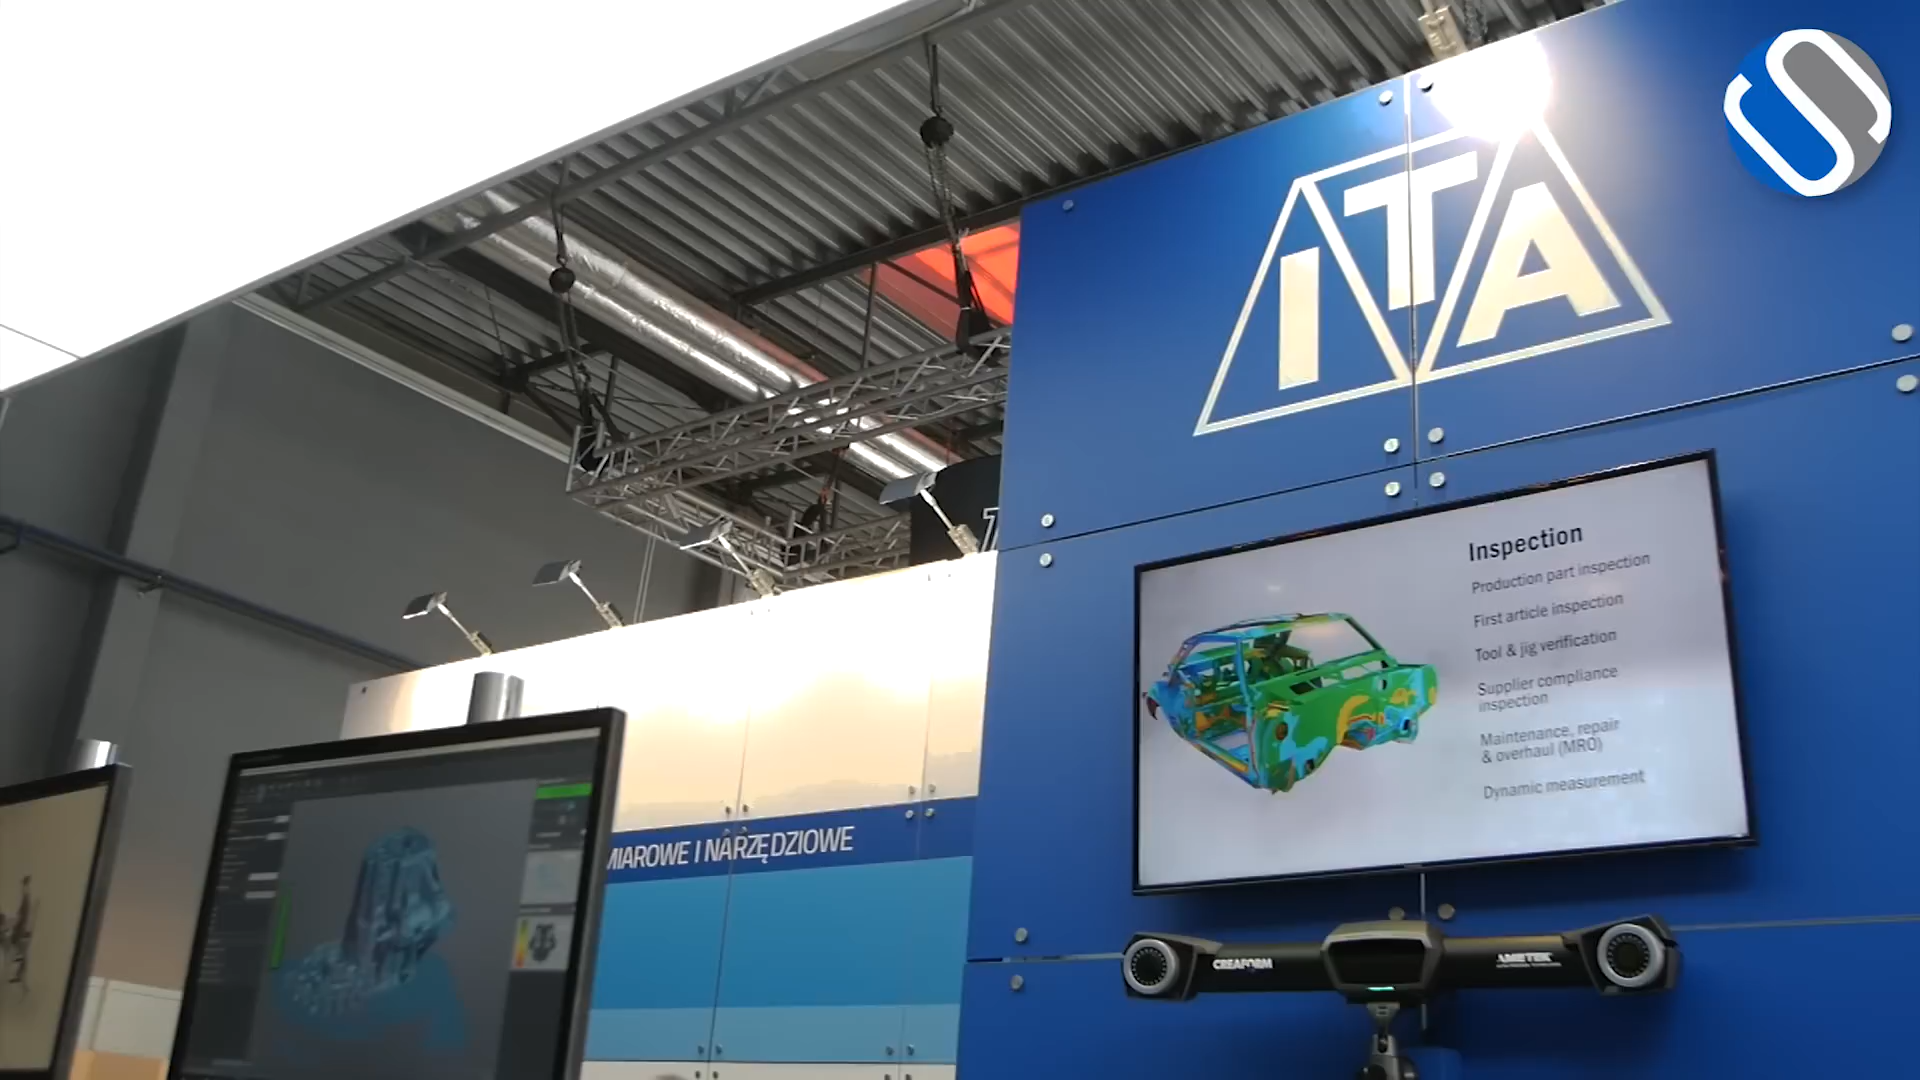 ITA
Inspection
Production part inspection
First article inspection
Tool & jig verification
Supplier compliance
inspection
Maintenance, repair
& overhaul (MRO)
Dynamic measurement
MIAROWE I NARZĘDZIOWE
CREAFORM
AMETEK